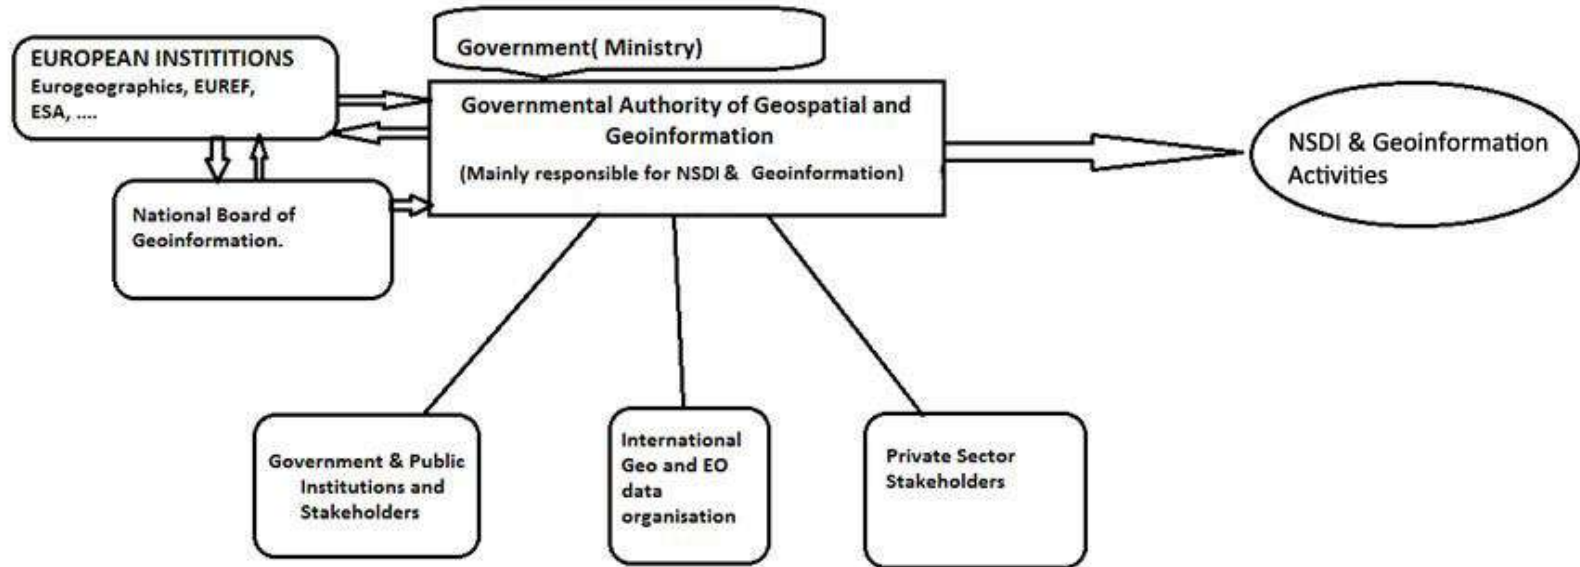 EUROPEAN INSTITITIONS
Eurogeographics, EUREF,
ESA, ....
Government( Ministry)
Governmental Authority of Geospatial and
Geoinformation
(Mainly responsible for NSDI & Geoinformation)
NSDI & Geoinformation
Activities
National Board of
Geoinformation.
Government & Public
Institutions and
Stakeholders
International
Geo and EO
data
organisation
Private Sector
Stakeholders